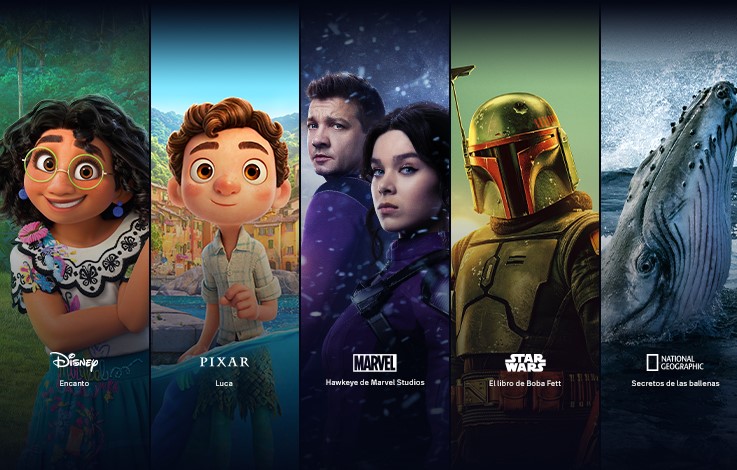 Disney
Encanto
PIXAR
Luca
MARVEL
Hawkeye de Marvel Studios
STAR
WARS
El libro de Boba Fett
NATIONAL
GEOGRAPHIC
Secretos de las ballenas